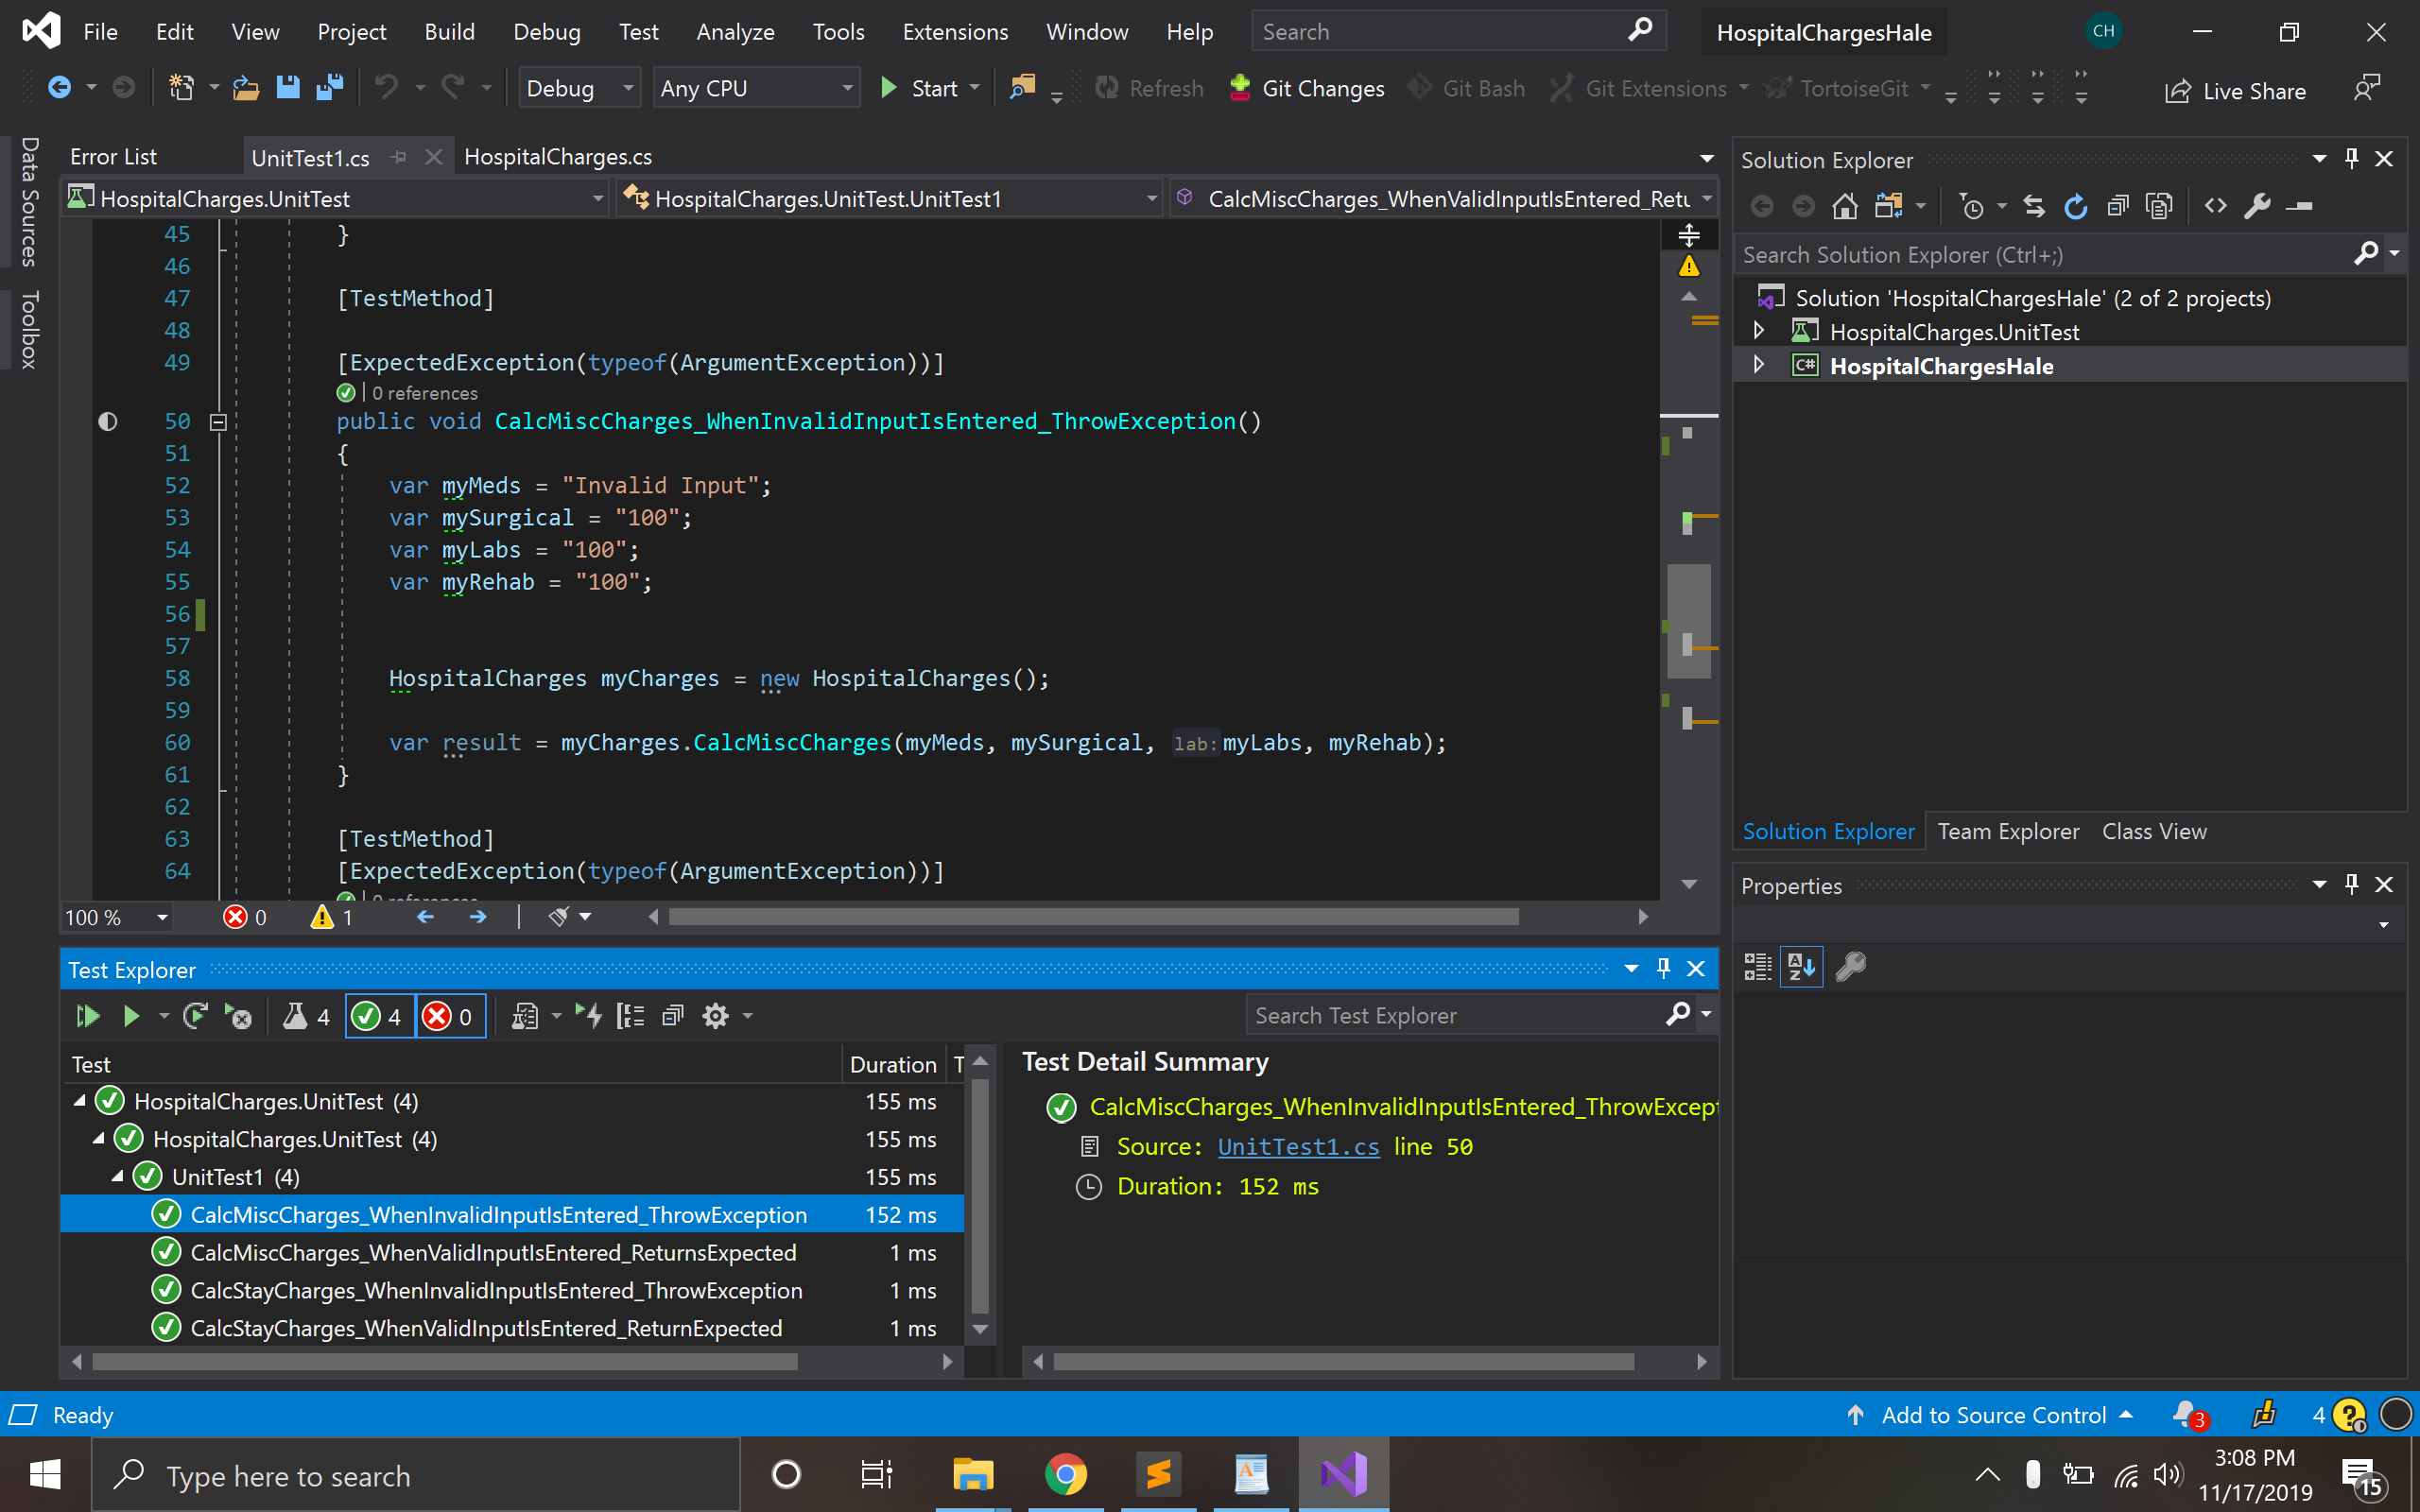 File Edit View Project Build Debug Test Analyze Tools Extensions Window Help Search HospitalChargesHale CH
Debug Any CPU Start Refresh Git Changes Git Bash Git Extensions TortoiseGit Live Share
Data Sources
Toolbox
Error List UnitTest1.cs HospitalCharges.cs
HospitalCharges.UnitTest HospitalCharges.UnitTest.UnitTest1 CalcMiscCharges_WhenValidInputIsEntered_Retu
45 }
46
47 [TestMethod]
48
49 [ExpectedException(typeof(ArgumentException))]
0 references
50 public void CalcMiscCharges_WhenInvalidInputIsEntered_ThrowException()
51 {
52 var myMeds = "Invalid Input";
53 var mySurgical = "100";
54 var myLabs = "100";
55 var myRehab = "100";
56
57
58 HospitalCharges myCharges = new HospitalCharges();
59
60 var result = myCharges.CalcMiscCharges(myMeds, mySurgical, lab:myLabs, myRehab);
61 }
62
63 [TestMethod]
64 [ExpectedException(typeof(ArgumentException))]
0 references
100 % 0 1
Solution Explorer
Search Solution Explorer (Ctrl+;)
Solution 'HospitalChargesHale' (2 of 2 projects)
HospitalCharges.UnitTest
C# HospitalChargesHale
Solution Explorer Team Explorer Class View
Properties
Test Explorer
4 4 0 Search Test Explorer
Test Duration T
HospitalCharges.UnitTest (4) 155 ms
HospitalCharges.UnitTest (4) 155 ms
UnitTest1 (4) 155 ms
CalcMiscCharges_WhenInvalidInputIsEntered_ThrowException 152 ms
CalcMiscCharges_WhenValidInputIsEntered_ReturnsExpected 1 ms
CalcStayCharges_WhenInvalidInputIsEntered_ThrowException 1 ms
CalcStayCharges_WhenValidInputIsEntered_ReturnExpected 1 ms
Test Detail Summary
CalcMiscCharges_WhenInvalidInputIsEntered_ThrowExcept
Source: UnitTest1.cs line 50
Duration: 152 ms
Ready Add to Source Control 3 4
Type here to search
3:08 PM
11/17/2019
15